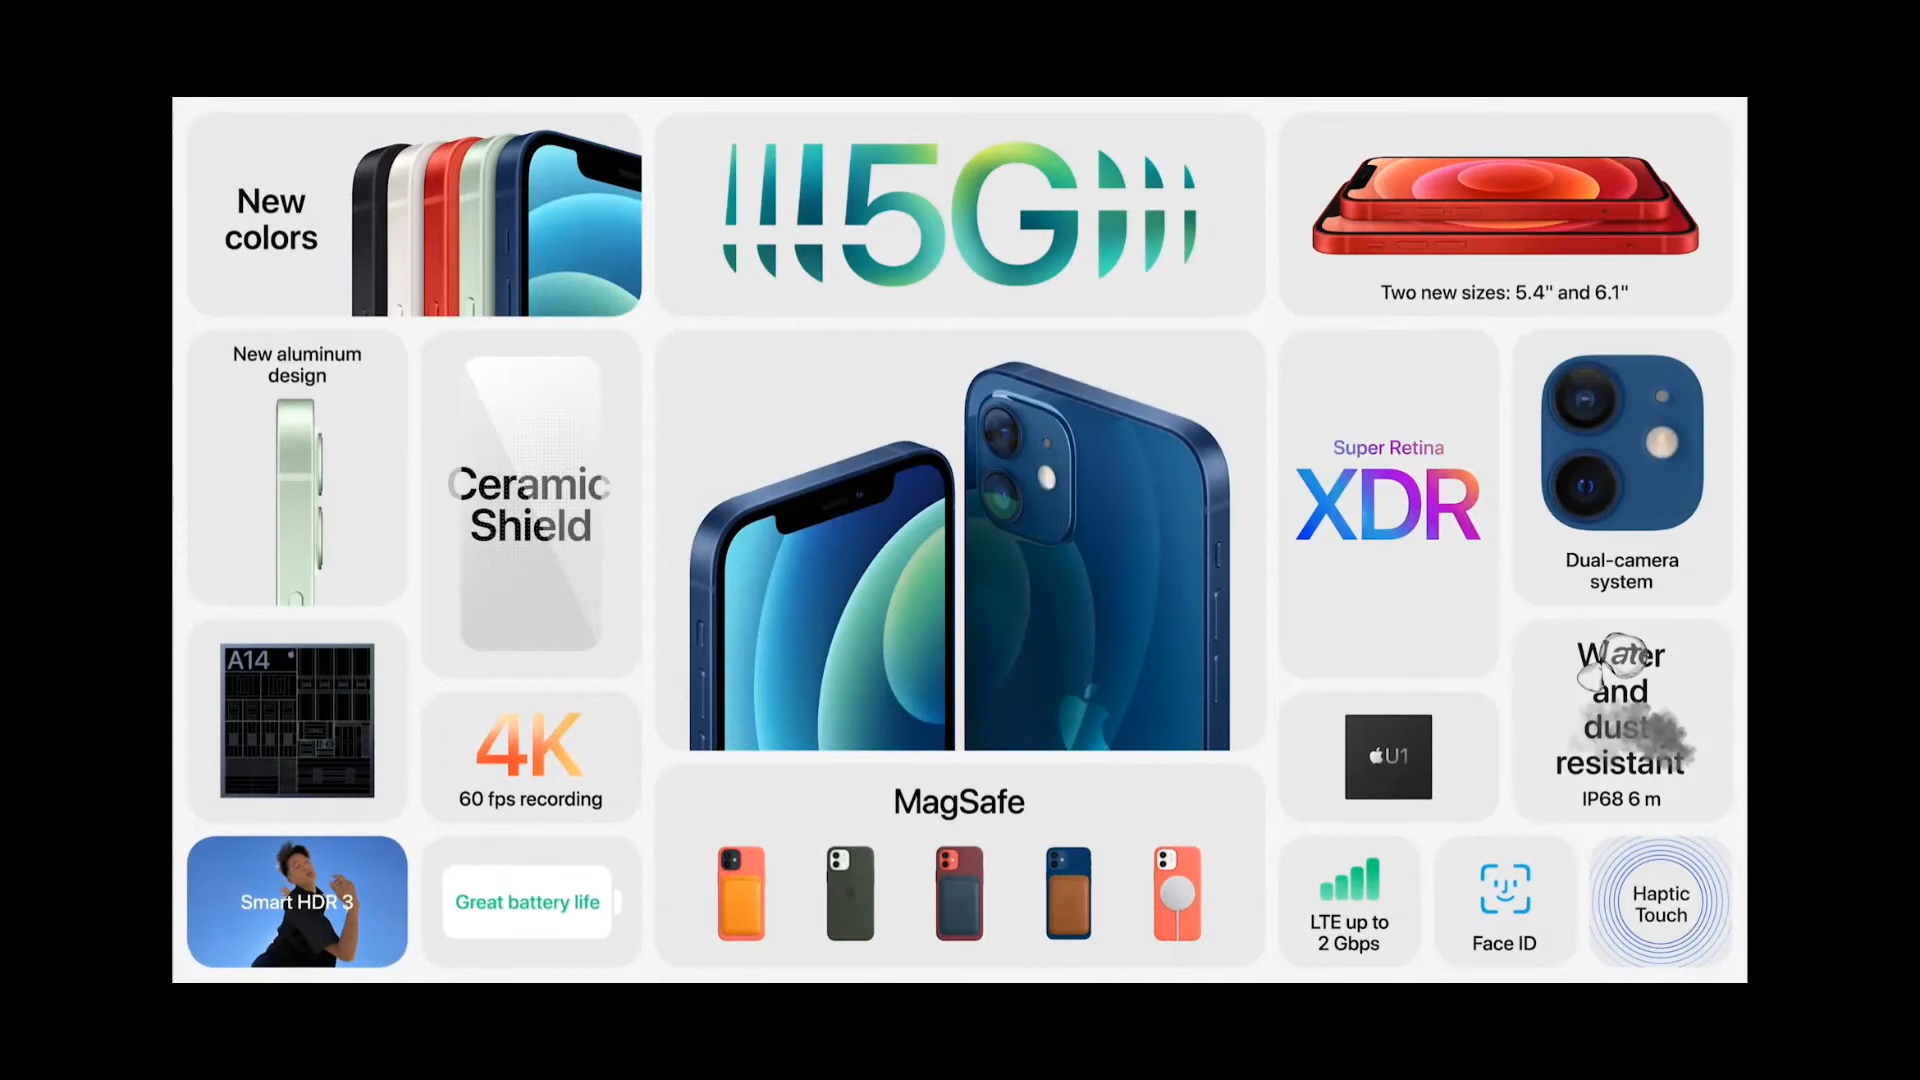 New
colors
5G
Two new sizes: 5.4" and 6.1"
New aluminum
design
Ceramic
Shield
Super Retina
XDR
Dual-camera
system
A14
4K
60 fps recording
MagSafe
U1
Water
and
dust
resistant
IP68 6 m
Smart HDR 3
Great battery life
LTE up to
2 Gbps
Face ID
Haptic
Touch